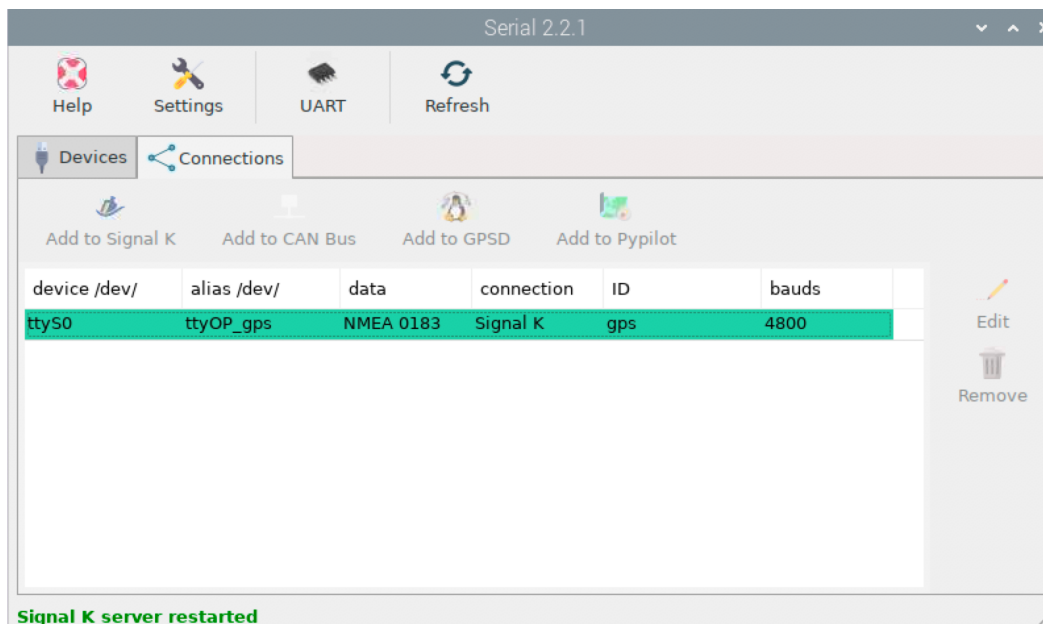 Serial 2.2.1
Help Settings UART Refresh
Devices Connections
Add to Signal K Add to CAN Bus Add to GPSD Add to Pypilot
device /dev/ alias /dev/ data connection ID bauds
ttyS0 ttyOP_gps NMEA 0183 Signal K gps 4800
Edit
Remove
Signal K server restarted